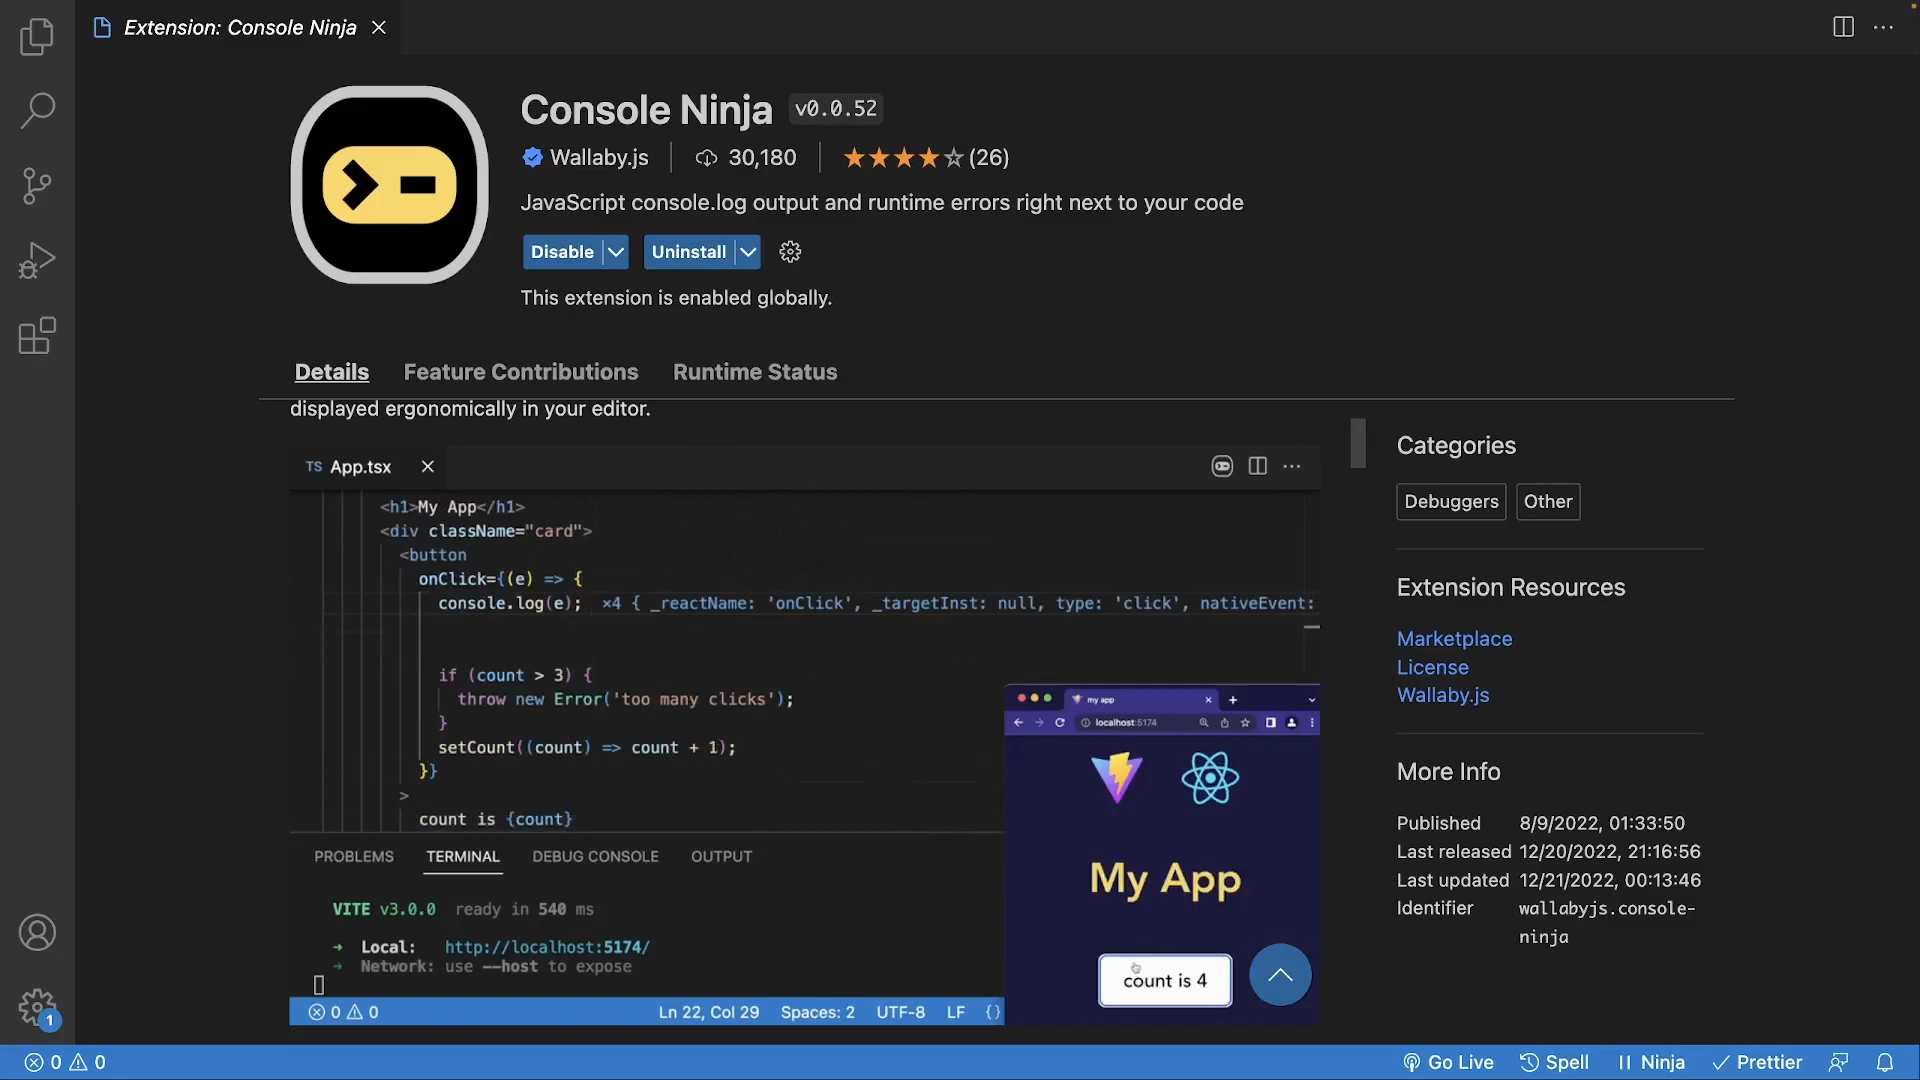 Extension: Console Ninja
Console Ninja v0.0.52
Wallaby.js 30,180 (26)
JavaScript console.log output and runtime errors right next to your code
Disable Uninstall
This extension is enabled globally.
Details Feature Contributions Runtime Status
displayed ergonomically in your editor.
TS App.tsx
<h1>My App</h1>
<div className="card">
<button
onClick={(e) => {
console.log(e); ×4 { _reactName: 'onClick', _targetInst: null, type: 'click', nativeEvent:
if (count > 3) {
throw new Error('too many clicks');
}
setCount((count) => count + 1);
}}
>
count is {count}
PROBLEMS TERMINAL DEBUG CONSOLE OUTPUT
VITE v3.0.0 ready in 540 ms
➜ Local: http://localhost:5174/
➜ Network: use --host to expose
0 0 Ln 22, Col 29 Spaces: 2 UTF-8 LF {}
my app
localhost:5174
My App
count is 4
Categories
Debuggers Other
Extension Resources
Marketplace
License
Wallaby.js
More Info
Published 8/9/2022, 01:33:50
Last released 12/20/2022, 21:16:56
Last updated 12/21/2022, 00:13:46
Identifier wallabyjs.console-
ninja
1
0 0 Go Live Spell Ninja Prettier